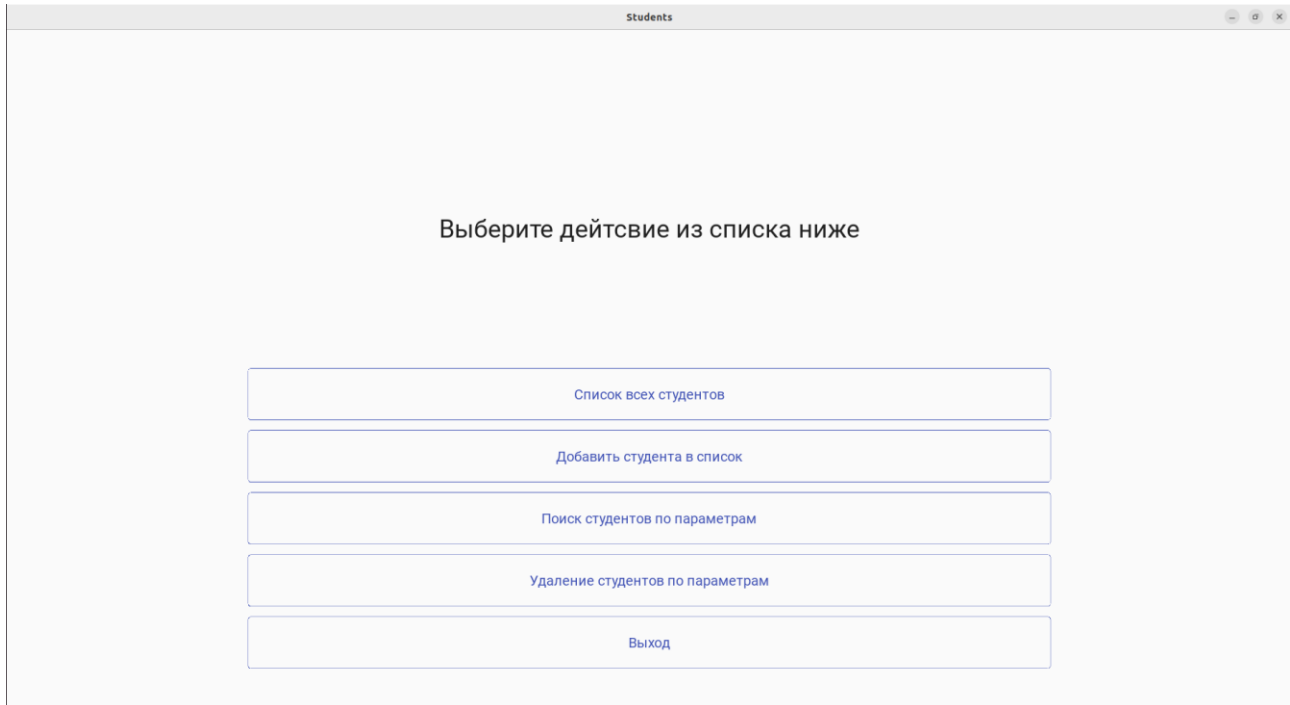 Students
Выберите дейтсвие из списка ниже
Список всех студентов
Добавить студента в список
Поиск студентов по параметрам
Удаление студентов по параметрам
Выход